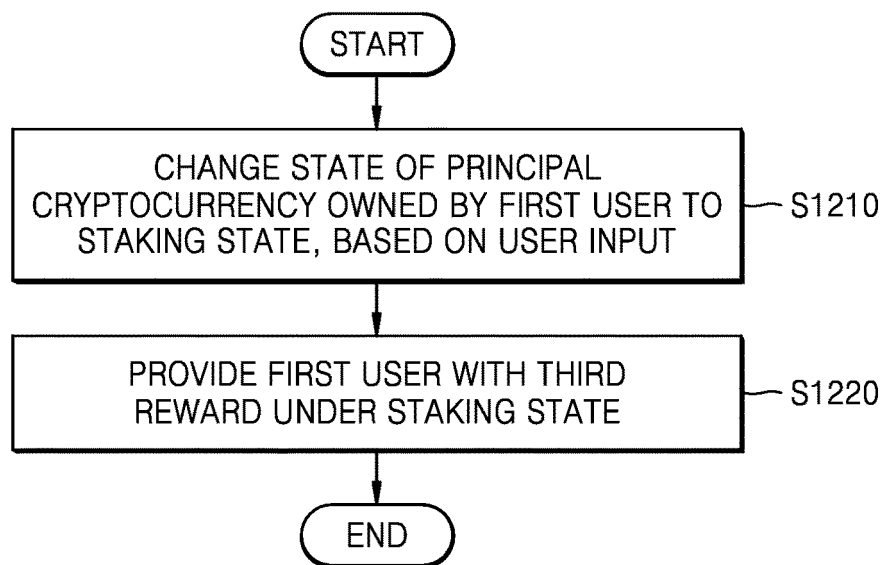 START
CHANGE STATE OF PRINCIPAL
CRYPTOCURRENCY OWNED BY FIRST USER TO
STAKING STATE, BASED ON USER INPUT
S1210
PROVIDE FIRST USER WITH THIRD
REWARD UNDER STAKING STATE
S1220
END